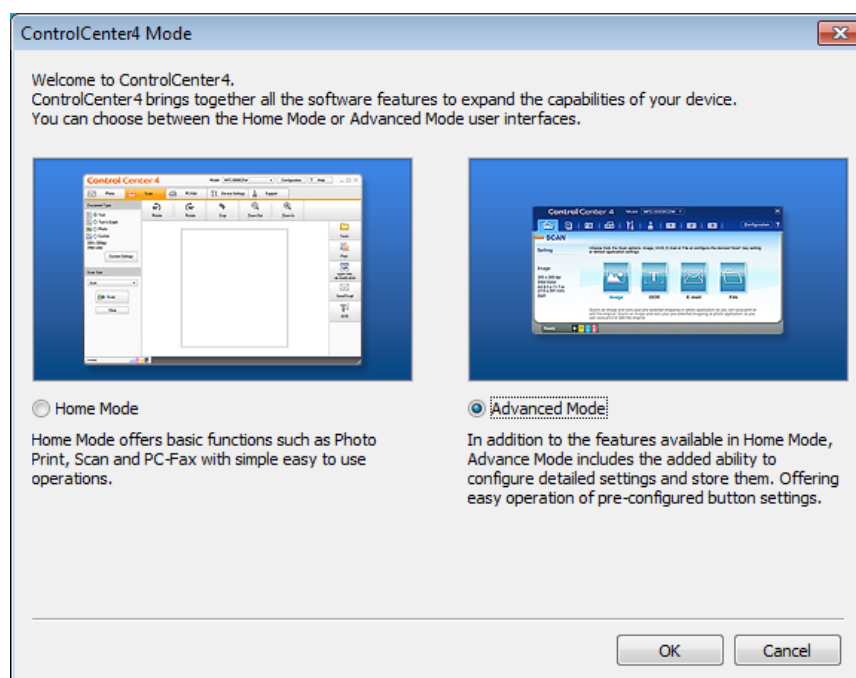 ControlCenter4 Mode
Welcome to ControlCenter4.
ControlCenter4 brings together all the software features to expand the capabilities of your device.
You can choose between the Home Mode or Advanced Mode user interfaces.
Control Center 4
Control Center 4
SCAN
Setting
Image
Image
OCR
E-mail
File
Home Mode
Home Mode offers basic functions such as Photo
Print, Scan and PC-Fax with simple easy to use
operations.
Advanced Mode
In addition to the features available in Home Mode,
Advance Mode includes the added ability to
configure detailed settings and store them. Offering
easy operation of pre-configured button settings.
OK
Cancel